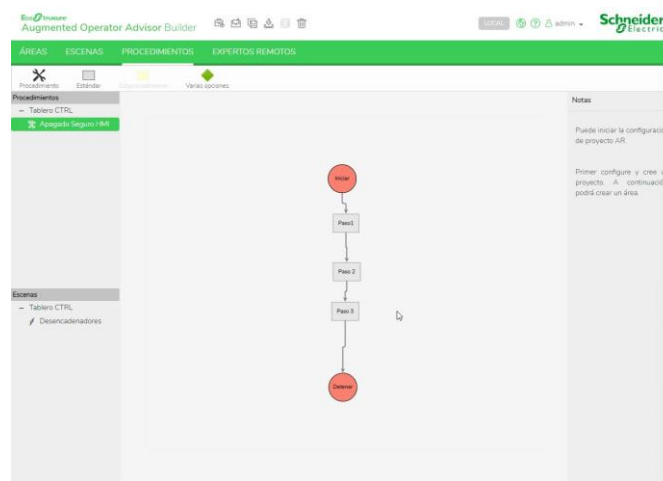 EcoStruxure
Augmented Operator Advisor Builder
LOCAL
admin
Schneider
Electric
ÁREAS ESCENAS PROCEDIMIENTOS EXPERTOS REMOTOS
Procedimiento Estándar Varias opciones
Procedimientos
Tablero CTRL
Apagado Seguro HMI
Notas
Puede iniciar la configuració
de proyecto AR.
Primer configure y cree u
proyecto. A continuació
podrá crear un área.
Iniciar
Paso1
Paso 2
Paso 3
Detener
Escenas
Tablero CTRL
Desencadenadores